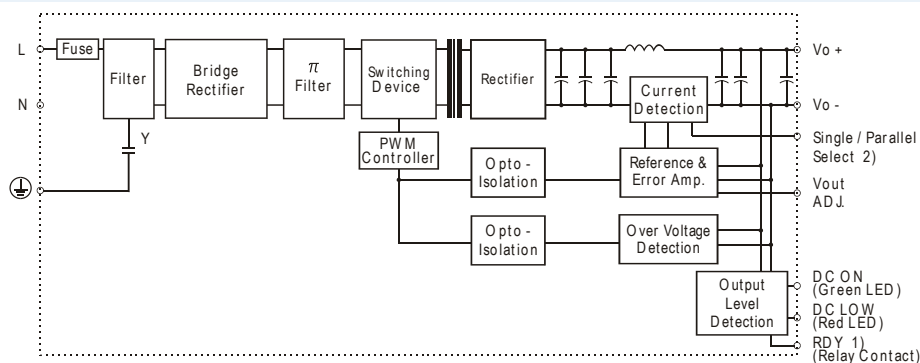 L
Fuse
Filter
Bridge
Rectifier
π
Filter
Switching
Device
Rectifier
Vo +
N
Current
Detection
Vo -
Y
PWM
Controller
Single / Parallel
Select 2)
Opto -
Isolation
Reference &
Error Amp.
Vout
ADJ.
Opto -
Isolation
Over Voltage
Detection
Output
Level
Detection
DC ON
(Green LED)
DC LOW
(Red LED)
RDY 1)
(Relay Contact)